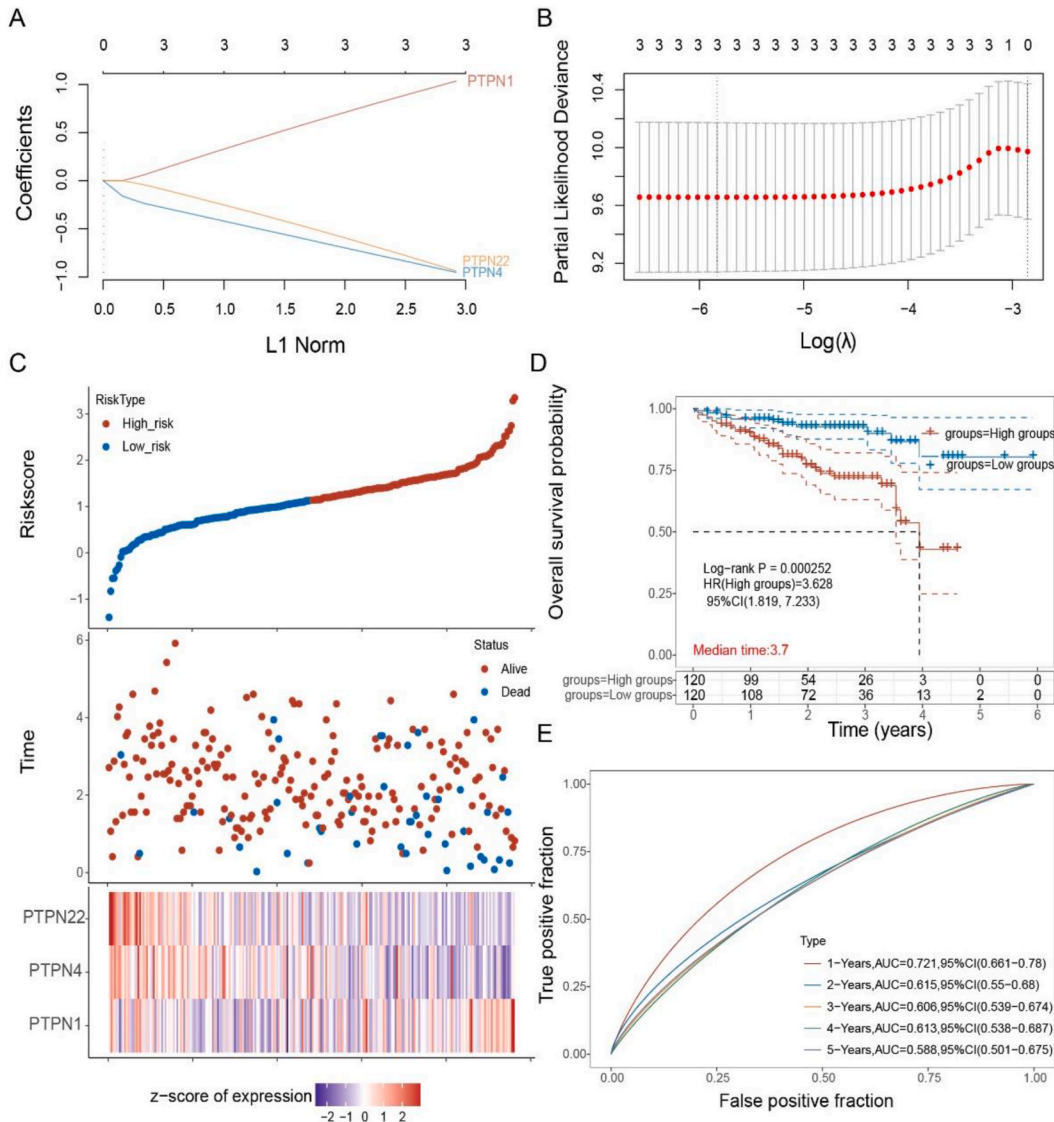 A
0 3 3 3 3 3 3
Coefficients
1.0
0.5
0.0
-0.5
-1.0
PTPN1
PTPN22
PTPN4
0.0 0.5 1.0 1.5 2.0 2.5 3.0
L1 Norm
B
3 3 3 3 3 3 3 3 3 3 3 3 3 3 3 3 3 1 0
Partial Likelihood Deviance
10.4
10.0
9.6
9.2
−6 −5 −4 −3
Log(λ)
C
Riskscore
3
2
1
0
−1
RiskType
High_risk
Low_risk
Time
6
4
2
0
Status
Alive
Dead
PTPN22
PTPN4
PTPN1
z-score of expression
−2 −1 0 1 2
D
Overall survival probability
1.00
0.75
0.50
0.25
0.00
groups=High groups
groups=Low groups
Log-rank P = 0.000252
HR(High groups)=3.628
95%CI(1.819, 7.233)
Median time:3.7
groups=High groups 120 99 54 26 3 0 0
groups=Low groups 120 108 72 36 13 2 0
0 1 2 3 4 5 6
Time (years)
E
True positive fraction
1.00
0.75
0.50
0.25
0.00
Type
1-Years,AUC=0.721,95%CI(0.661-0.78)
2-Years,AUC=0.615,95%CI(0.55-0.68)
3-Years,AUC=0.606,95%CI(0.539-0.674)
4-Years,AUC=0.613,95%CI(0.538-0.687)
5-Years,AUC=0.588,95%CI(0.501-0.675)
0.00 0.25 0.50 0.75 1.00
False positive fraction